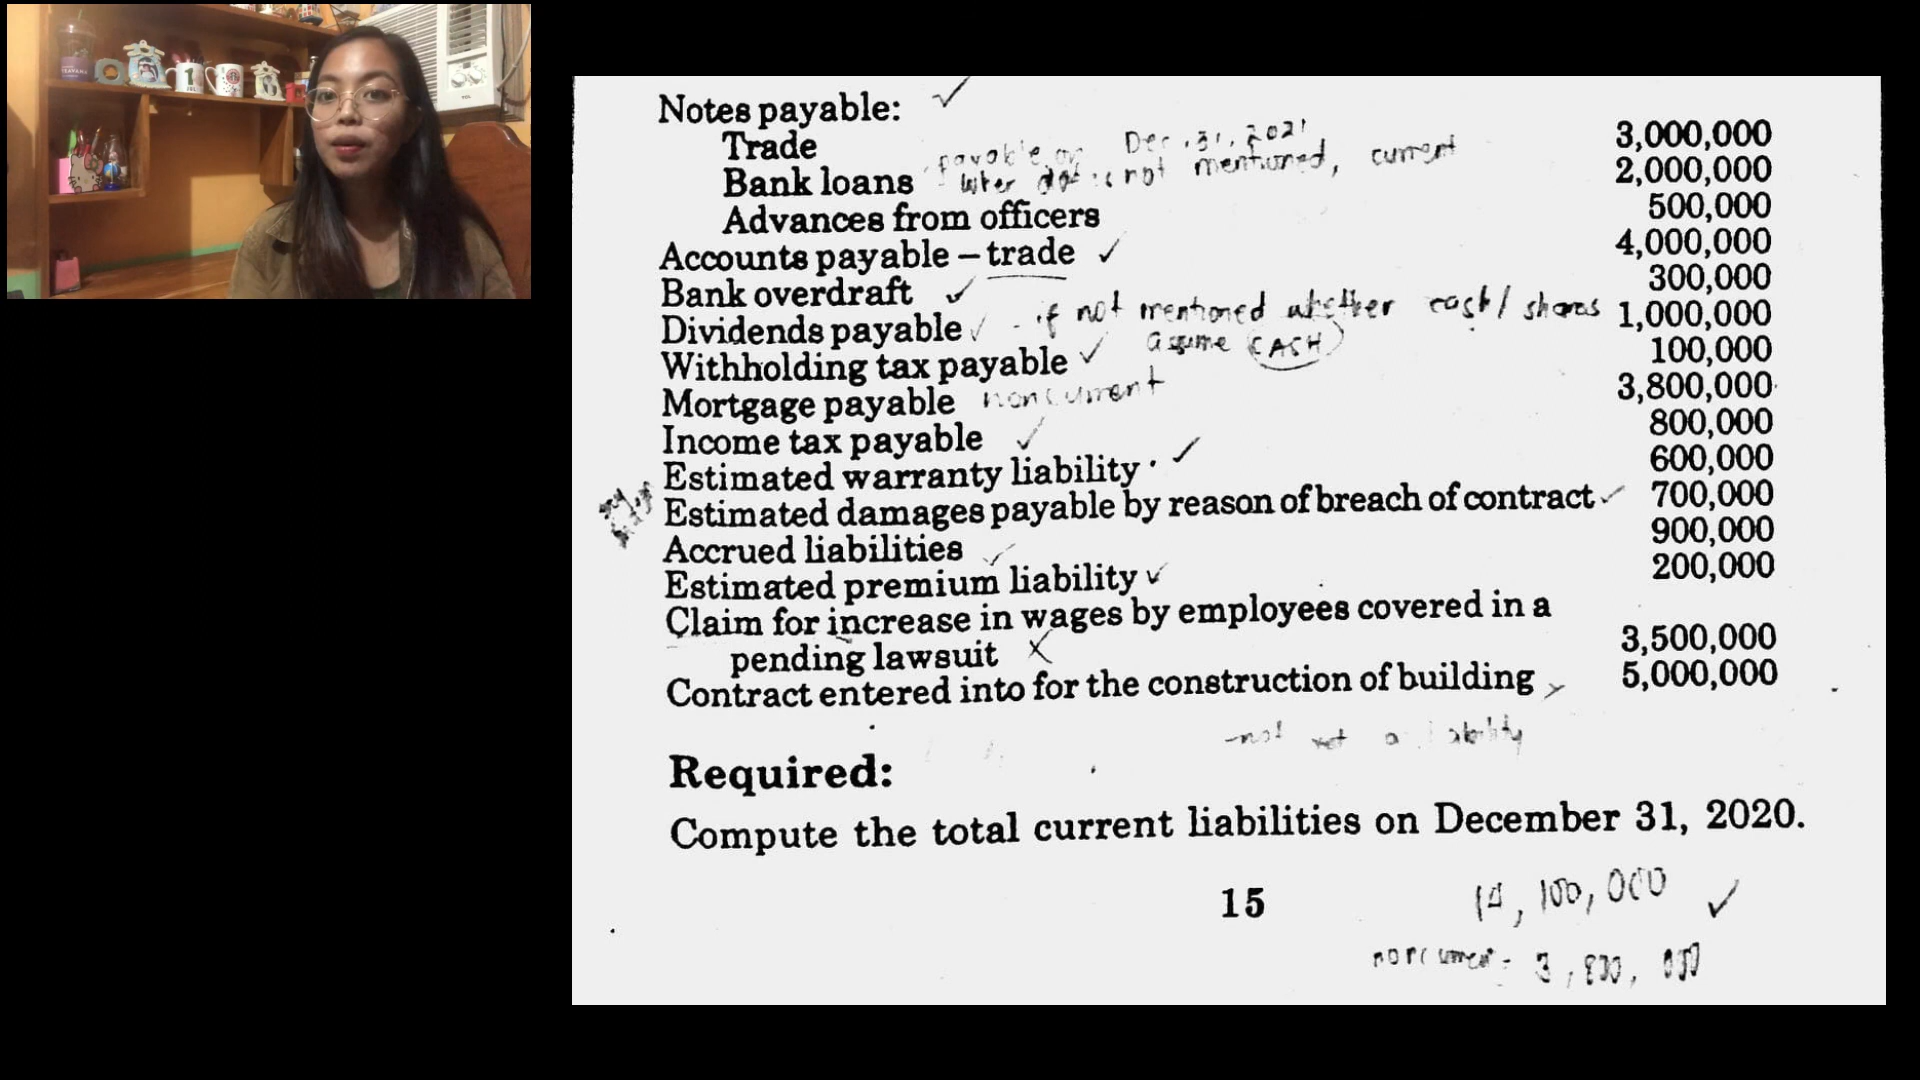 Notes payable:
Trade 3,000,000
payable on Dec. 31, 2021
Bank loans 2,000,000
not mentioned, current
Advances from officers 500,000
Accounts payable – trade 4,000,000
Bank overdraft 300,000
Dividends payable - if not mentioned whether cash / shares 1,000,000
assume CASH
Withholding tax payable 100,000
Mortgage payable noncurrent 3,800,000
Income tax payable 800,000
Estimated warranty liability 600,000
Estimated damages payable by reason of breach of contract 700,000
Accrued liabilities 900,000
Estimated premium liability 200,000
Claim for increase in wages by employees covered in a
pending lawsuit X 3,500,000
Contract entered into for the construction of building 5,000,000
- not yet a liability
Required:
Compute the total current liabilities on December 31, 2020.
15
14,100,000
noncurrent - 3,800,000
TCL